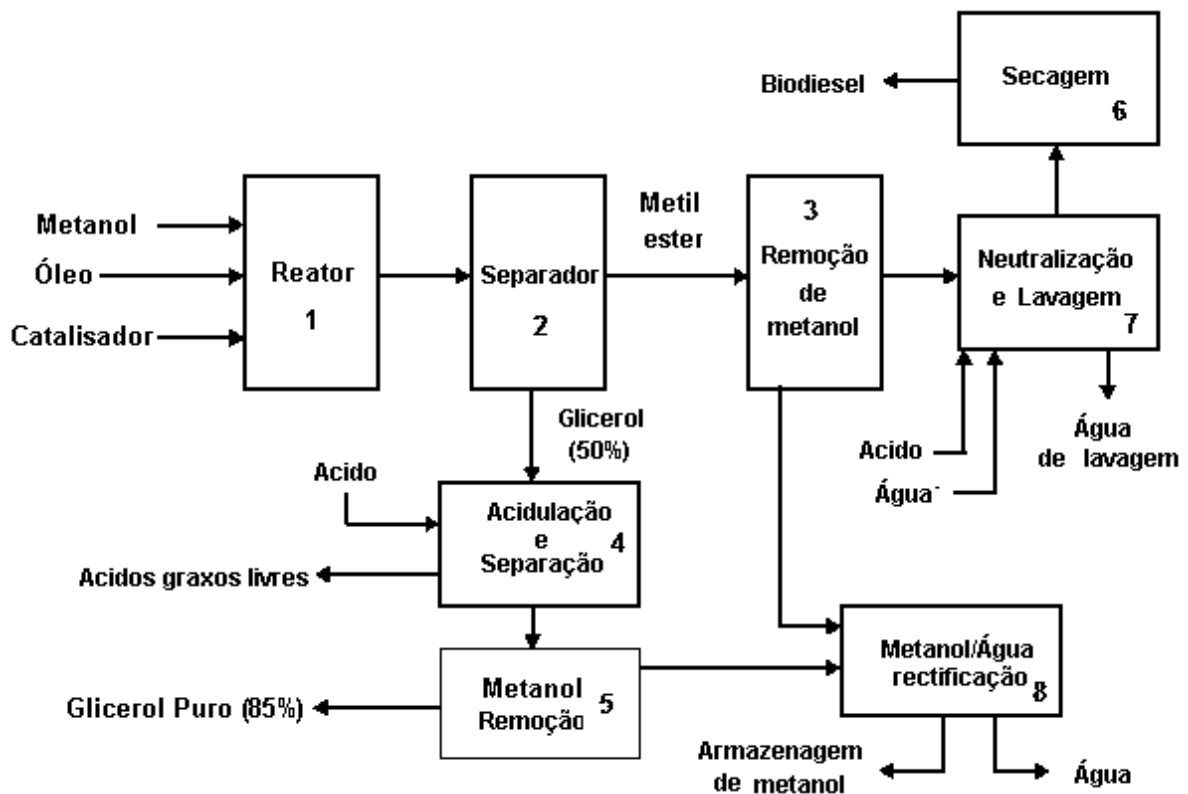 Biodiesel
Secagem
6
Metanol
Óleo
Catalisador
Reator
1
Separador
2
Metil
ester
3
Remoção
de
metanol
Neutralização
e Lavagem
7
Glicerol
(50%)
Acido
Água
Água
de lavagem
Acido
Acidulação
e
Separação
4
Acidos graxos livres
Metanol
Remoção
5
Glicerol Puro (85%)
Metanol/Água
rectificação
8
Armazenagem
de metanol
Água